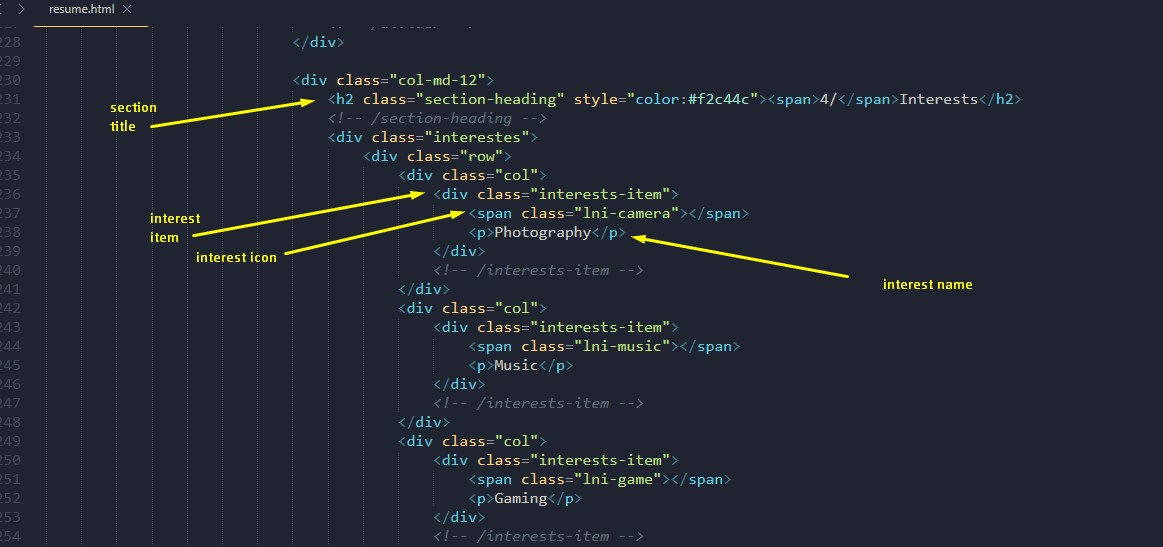 resume.html ×
228 </div>
229
230 <div class="col-md-12">
231 <h2 class="section-heading" style="color:#f2c44c"><span>4/</span>Interests</h2>
section
title
232 <!-- /section-heading -->
233 <div class="interestes">
234 <div class="row">
235 <div class="col">
236 <div class="interests-item">
237 <span class="lni-camera"></span>
interest
item
238 <p>Photography</p>
239 </div>
interest icon
240 <!-- /interests-item -->
interest name
241 </div>
242 <div class="col">
243 <div class="interests-item">
244 <span class="lni-music"></span>
245 <p>Music</p>
246 </div>
247 <!-- /interests-item -->
248 </div>
249 <div class="col">
250 <div class="interests-item">
251 <span class="lni-game"></span>
252 <p>Gaming</p>
253 </div>
254 <!-- /interests-item -->